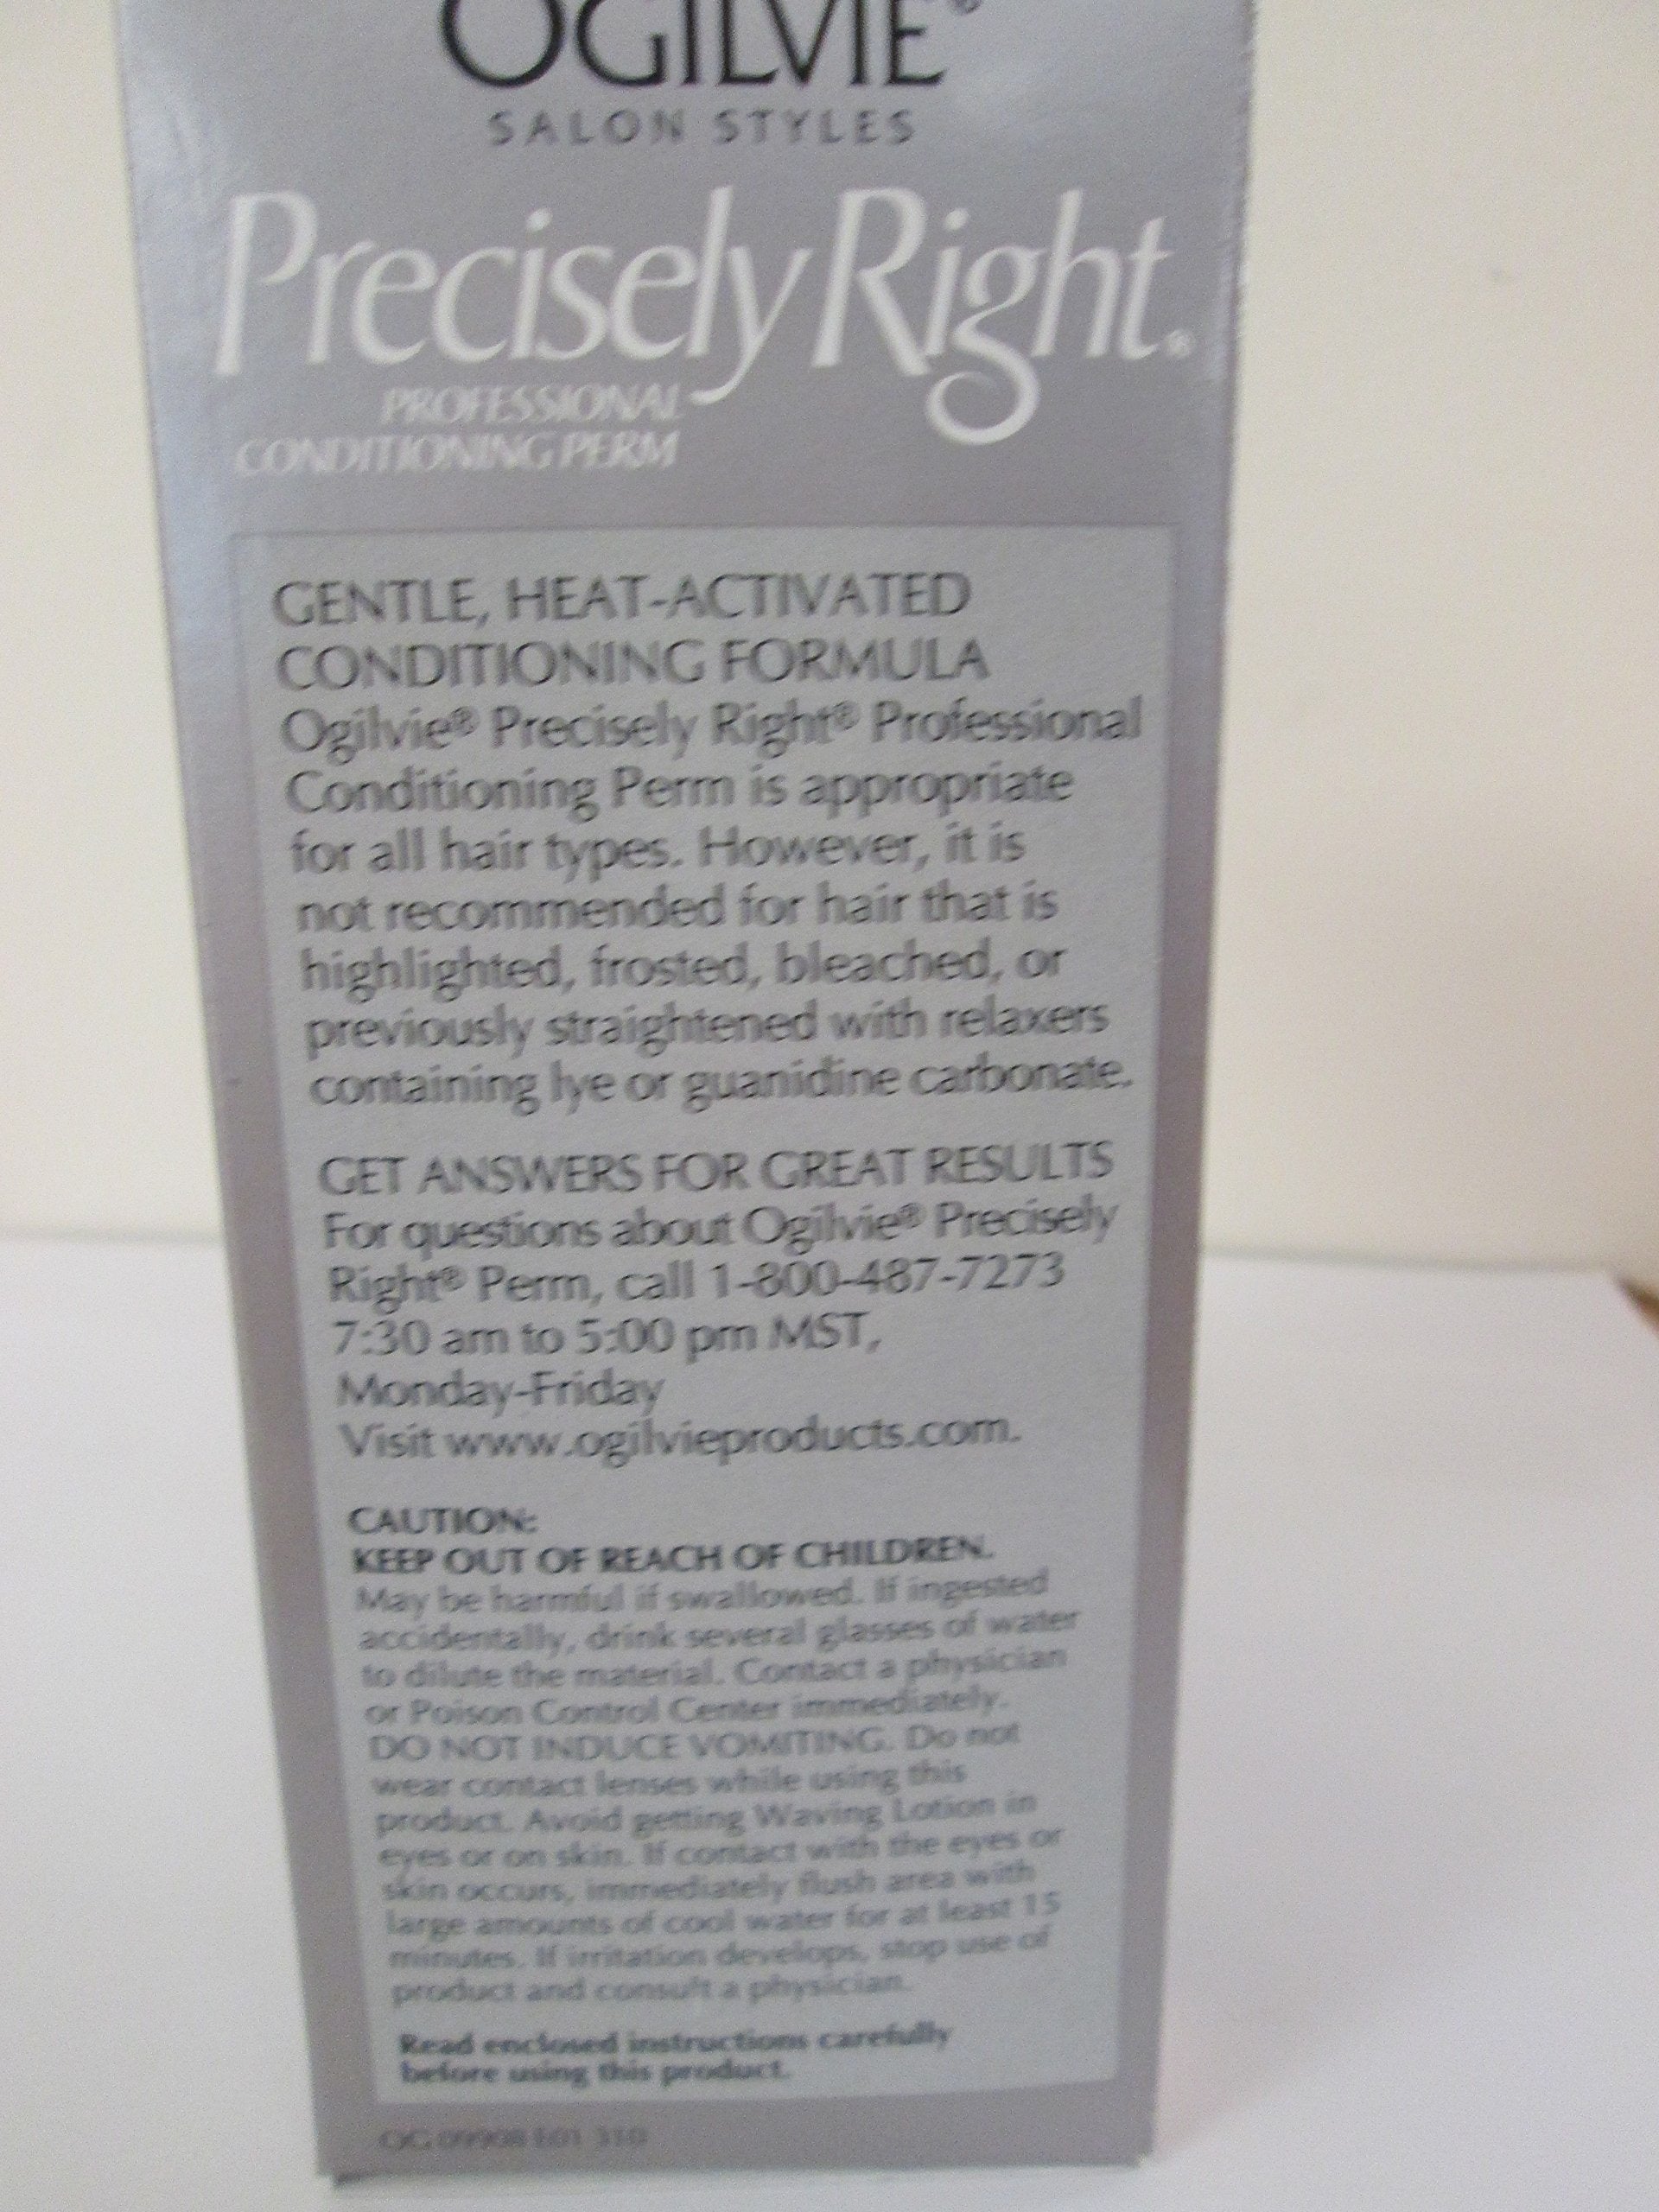 OGILVIE®
SALON STYLES
Precisely Right®
PROFESSIONAL
CONDITIONING PERM
GENTLE, HEAT-ACTIVATED
CONDITIONING FORMULA
Ogilvie® Precisely Right® Professional
Conditioning Perm is appropriate
for all hair types. However, it is
not recommended for hair that is
highlighted, frosted, bleached, or
previously straightened with relaxers
containing lye or guanidine carbonate.
GET ANSWERS FOR GREAT RESULTS
For questions about Ogilvie® Precisely
Right® Perm, call 1-800-487-7273
7:30 am to 5:00 pm MST,
Monday-Friday
Visit www.ogilvieproducts.com.
CAUTION:
KEEP OUT OF REACH OF CHILDREN.
May be harmful if swallowed. If ingested
accidentally, drink several glasses of water
to dilute the material. Contact a physician
or Poison Control Center immediately.
DO NOT INDUCE VOMITING. Do not
wear contact lenses while using this
product. Avoid getting Waving Lotion in
eyes or on skin. If contact with the eyes or
skin occurs, immediately flush area with
large amounts of cool water for at least 15
minutes. If irritation develops, stop use of
product and consult a physician.
Read enclosed instructions carefully
before using this product.